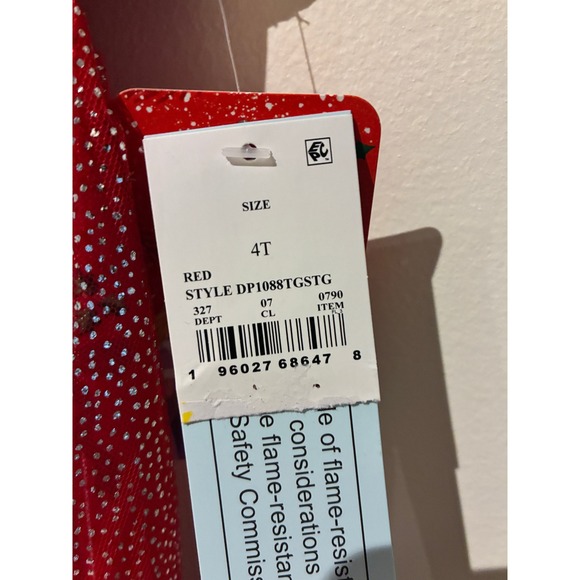 SIZE
4T
RED
STYLE DP1088TGSTG
327 07 0790
DEPT CL ITEM
1 96027 68647 8
e of flame-resist
considerations
e flame-resistan
Safety Commiss